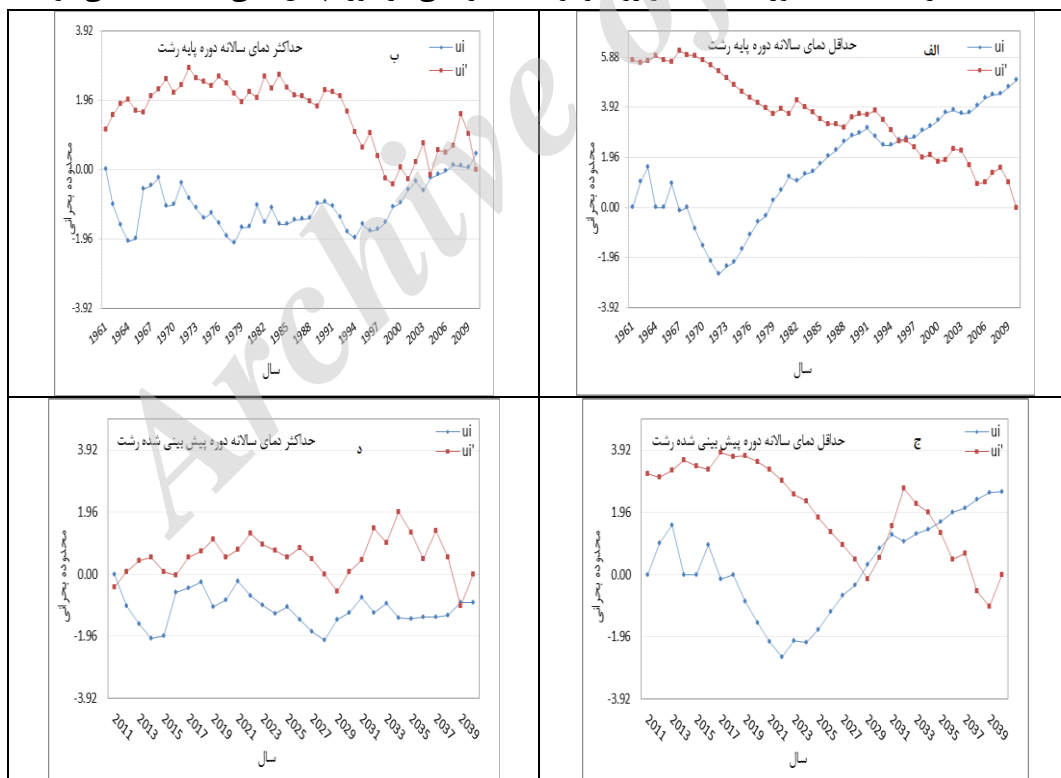 Archive of
الف
حداقل دمای سالانه دوره پایه رشت
ui
ui'
محدوده بحرانی
5.88
3.92
1.96
0.00
-1.96
-3.92
1961 1964 1967 1970 1973 1976 1979 1982 1985 1988 1991 1994 1997 2000 2003 2006 2009
سال
ب
حداکثر دمای سالانه دوره پایه رشت
ui
ui'
محدوده بحرانی
3.92
1.96
0.00
-1.96
-3.92
1961 1964 1967 1970 1973 1976 1979 1982 1985 1988 1991 1994 1997 2000 2003 2006 2009
سال
ج
حداقل دمای سالانه دوره پیش بینی شده رشت
ui
ui'
محدوده بحرانی
3.92
1.96
0.00
-1.96
-3.92
2011 2013 2015 2017 2019 2021 2023 2025 2027 2029 2031 2033 2035 2037 2039
سال
د
حداکثر دمای سالانه دوره پیش بینی شده رشت
ui
ui'
محدوده بحرانی
3.92
1.96
0.00
-1.96
-3.92
2011 2013 2015 2017 2019 2021 2023 2025 2027 2029 2031 2033 2035 2037 2039
سال